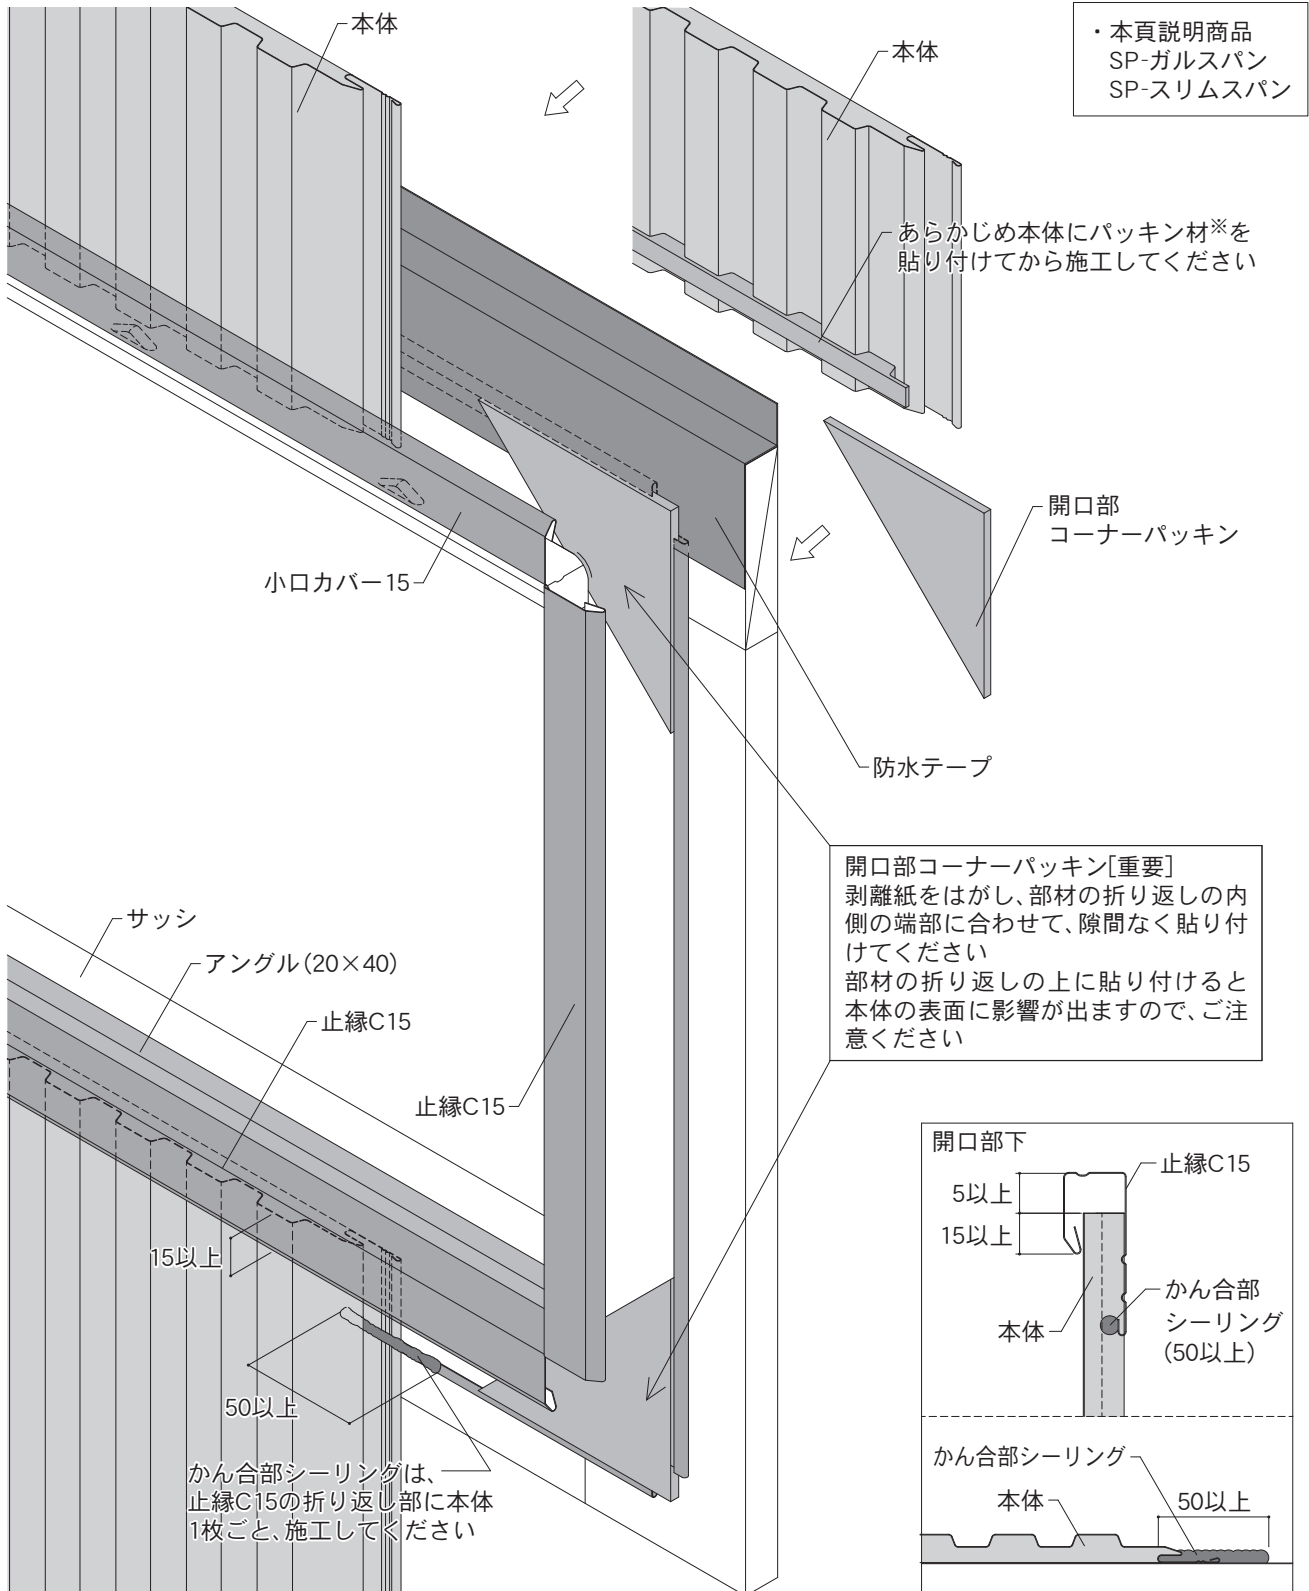 本体
本体
・本頁説明商品
SP-ガルスパン
SP-スリムスパン
あらかじめ本体にパッキン材※を
貼り付けてから施工してください
開口部
コーナーパッキン
小口カバー15
防水テープ
開口部コーナーパッキン[重要]
剥離紙をはがし、部材の折り返しの内
側の端部に合わせて、隙間なく貼り付
けてください
部材の折り返しの上に貼り付けると
本体の表面に影響が出ますので、ご注
意ください
サッシ
アングル(20×40)
止縁C15
止縁C15
15以上
50以上
かん合部シーリングは、
止縁C15の折り返し部に本体
1枚ごと、施工してください
開口部下
止縁C15
5以上
15以上
かん合部
シーリング
(50以上)
本体
かん合部シーリング
本体
50以上